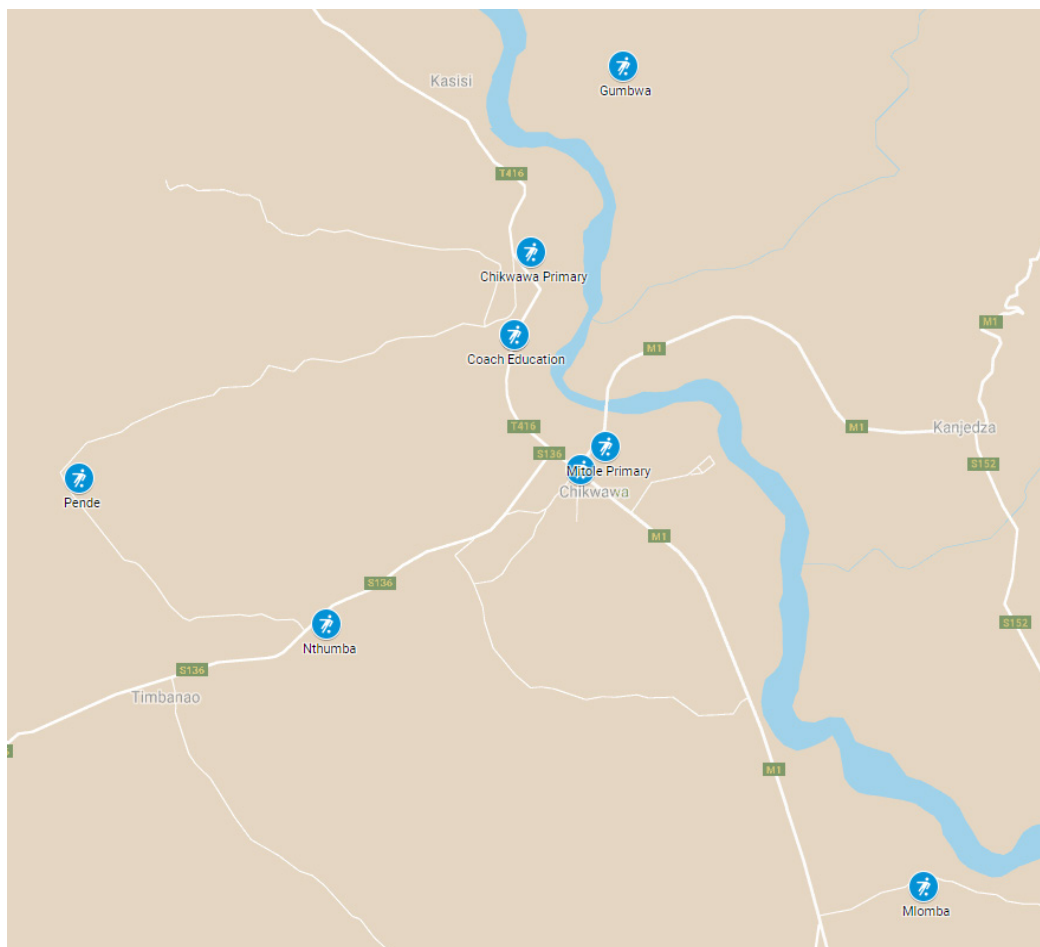 Gumbwa
Kasisi
T416
Chikwawa Primary
M1
Coach Education
M1
T416
M1
Kanjedza
S136
S152
Mitole Primary
Chikwawa
Pende
M1
S136
S152
Nthumba
S136
Timbanao
M1
Mlomba